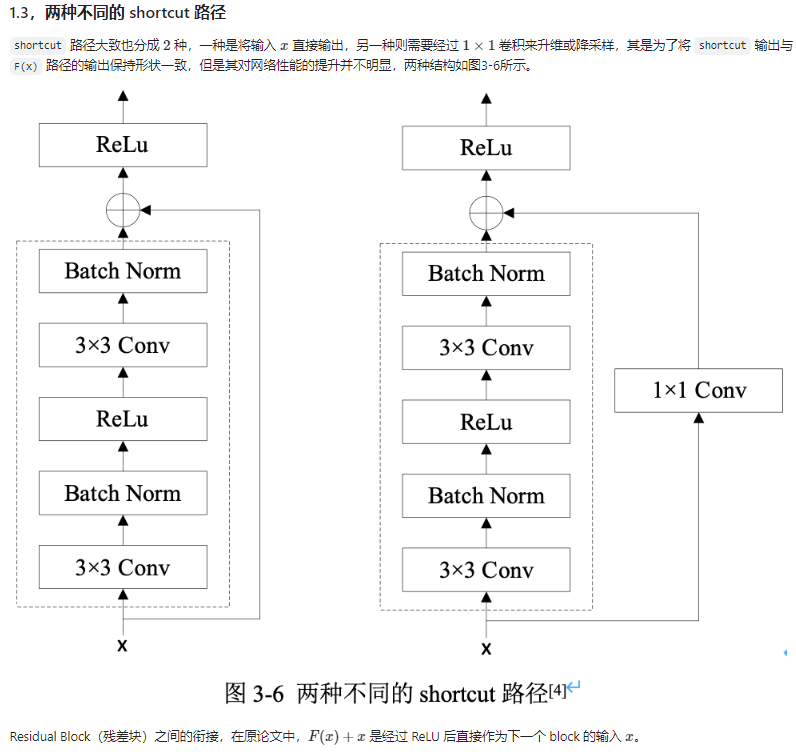 1.3，两种不同的 shortcut 路径
shortcut 路径大致也分成 2 种，一种是将输入 x 直接输出，另一种则需要经过 1 × 1 卷积来升维或降采样，其是为了将 shortcut 输出与
F(x) 路径的输出保持形状一致，但是其对网络性能的提升并不明显，两种结构如图3-6所示。
ReLu
Batch Norm
3×3 Conv
ReLu
Batch Norm
3×3 Conv
x
ReLu
Batch Norm
3×3 Conv
ReLu
Batch Norm
3×3 Conv
1×1 Conv
x
图 3-6 两种不同的 shortcut 路径[4]
Residual Block（残差块）之间的衔接，在原论文中，F(x) + x 是经过 ReLU 后直接作为下一个 block 的输入 x。